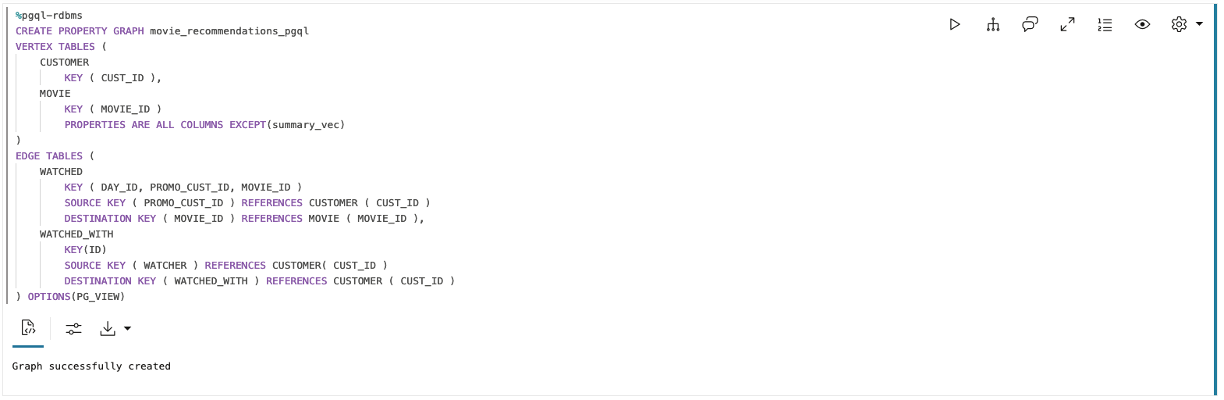 %pgql-rdbms
CREATE PROPERTY GRAPH movie_recommendations_pgql
VERTEX TABLES (
    CUSTOMER
        KEY ( CUST_ID ),
    MOVIE
        KEY ( MOVIE_ID )
        PROPERTIES ARE ALL COLUMNS EXCEPT(summary_vec)
)
EDGE TABLES (
    WATCHED
        KEY ( DAY_ID, PROMO_CUST_ID, MOVIE_ID )
        SOURCE KEY ( PROMO_CUST_ID ) REFERENCES CUSTOMER ( CUST_ID )
        DESTINATION KEY ( MOVIE_ID ) REFERENCES MOVIE ( MOVIE_ID ),
    WATCHED_WITH
        KEY(ID)
        SOURCE KEY ( WATCHER ) REFERENCES CUSTOMER( CUST_ID )
        DESTINATION KEY ( WATCHED_WITH ) REFERENCES CUSTOMER ( CUST_ID )
) OPTIONS(PG_VIEW)
Graph successfully created